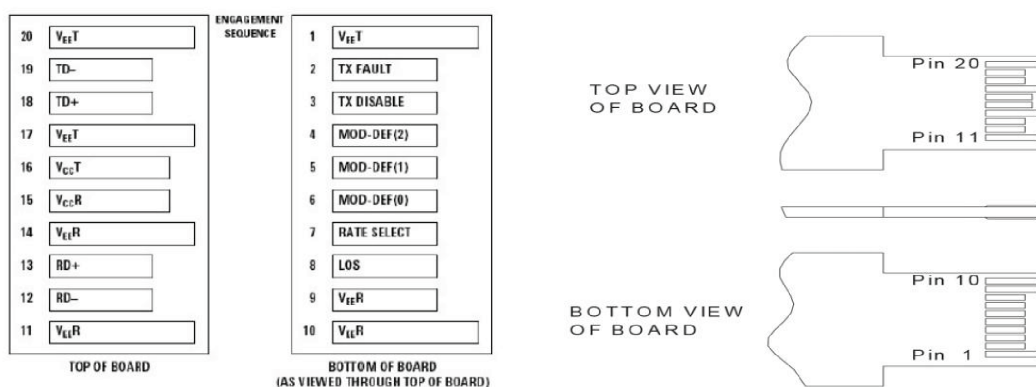 ENGAGEMENT
SEQUENCE
20 VEET
19 TD–
18 TD+
17 VEET
16 VCCT
15 VCCR
14 VEER
13 RD+
12 RD–
11 VEER
TOP OF BOARD
1 VEET
2 TX FAULT
3 TX DISABLE
4 MOD-DEF(2)
5 MOD-DEF(1)
6 MOD-DEF(0)
7 RATE SELECT
8 LOS
9 VEER
10 VEER
BOTTOM OF BOARD
(AS VIEWED THROUGH TOP OF BOARD)
TOP VIEW
OF BOARD
Pin 20
Pin 11
BOTTOM VIEW
OF BOARD
Pin 10
Pin 1